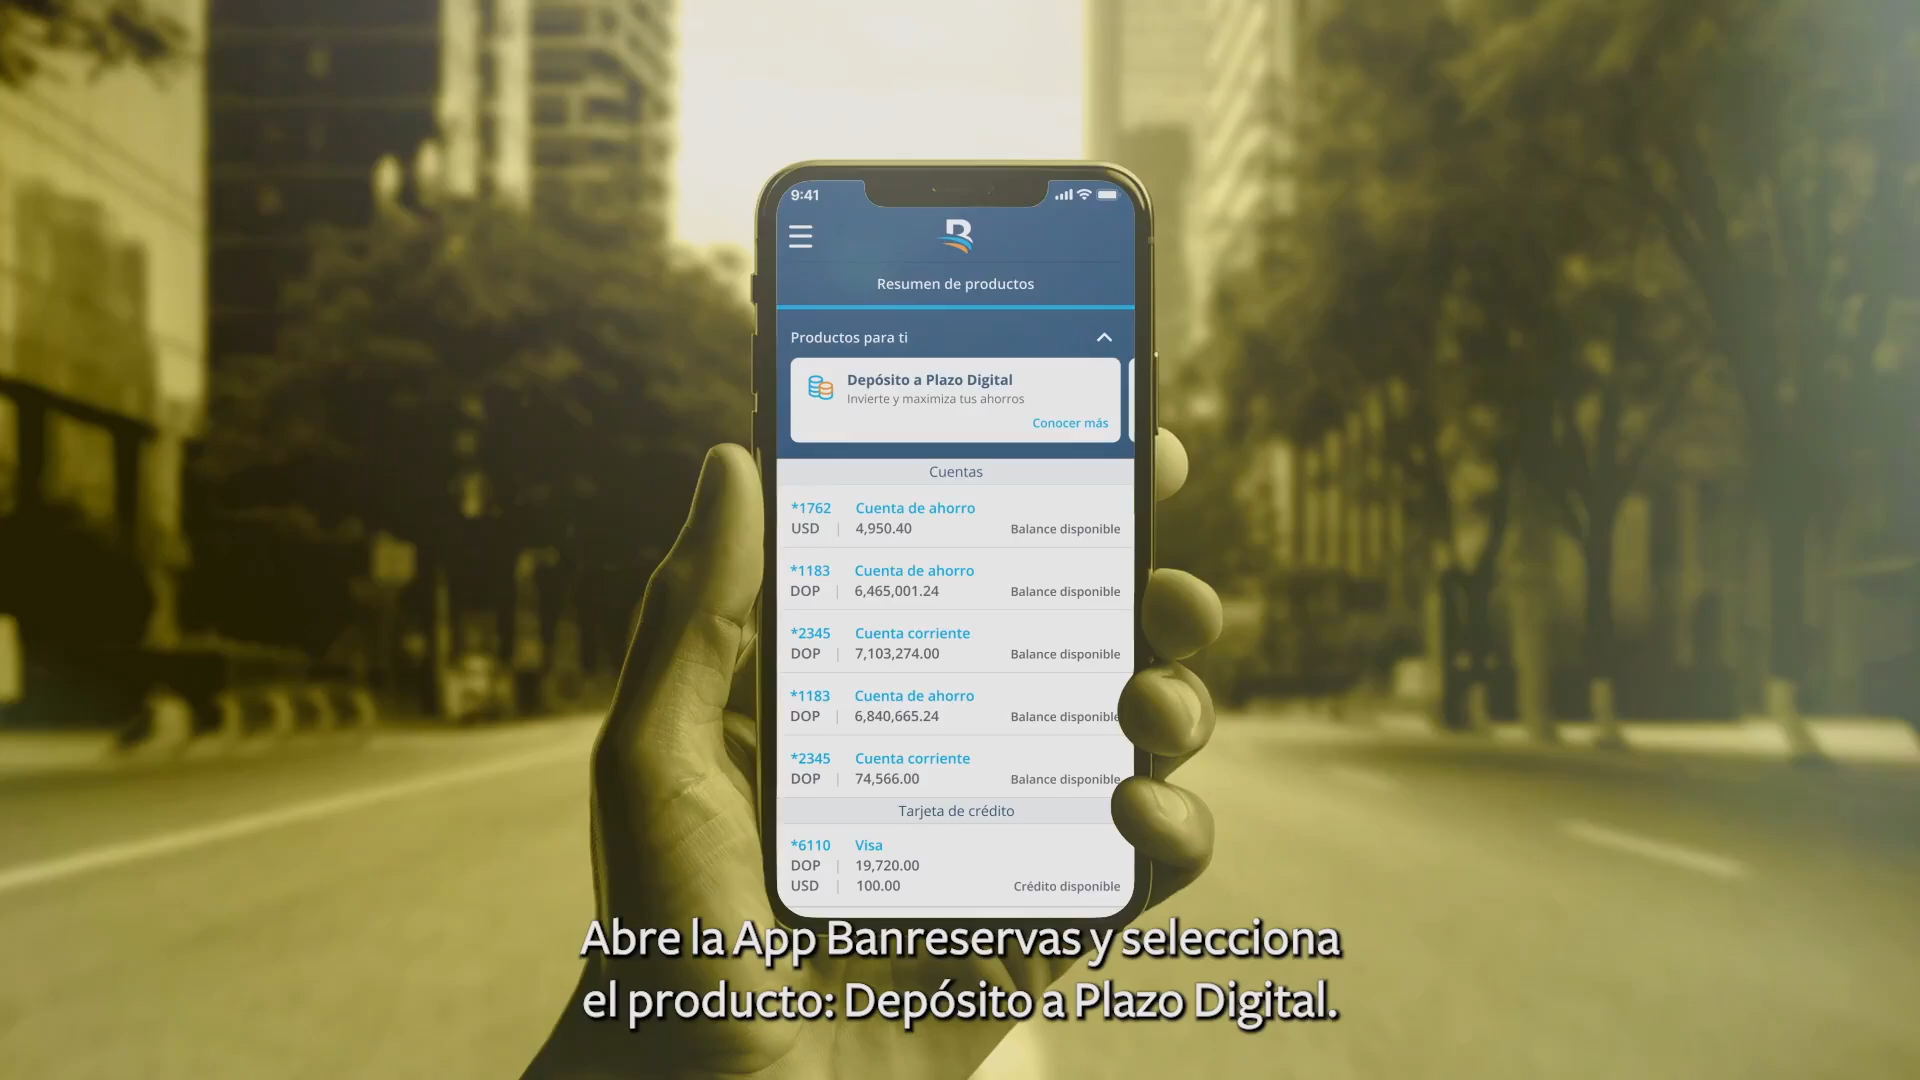 9:41
Resumen de productos
Productos para ti
Depósito a Plazo Digital
Invierte y maximiza tus ahorros
Conocer más
Cuentas
*1762 Cuenta de ahorro
USD | 4,950.40 Balance disponible
*1183 Cuenta de ahorro
DOP | 6,465,001.24 Balance disponible
*2345 Cuenta corriente
DOP | 7,103,274.00 Balance disponible
*1183 Cuenta de ahorro
DOP | 6,840,665.24 Balance disponible
*2345 Cuenta corriente
DOP | 74,566.00 Balance disponible
Tarjeta de crédito
*6110 Visa
DOP | 19,720.00
USD | 100.00 Crédito disponible
Abre la App Banreservas y selecciona
el producto: Depósito a Plazo Digital.